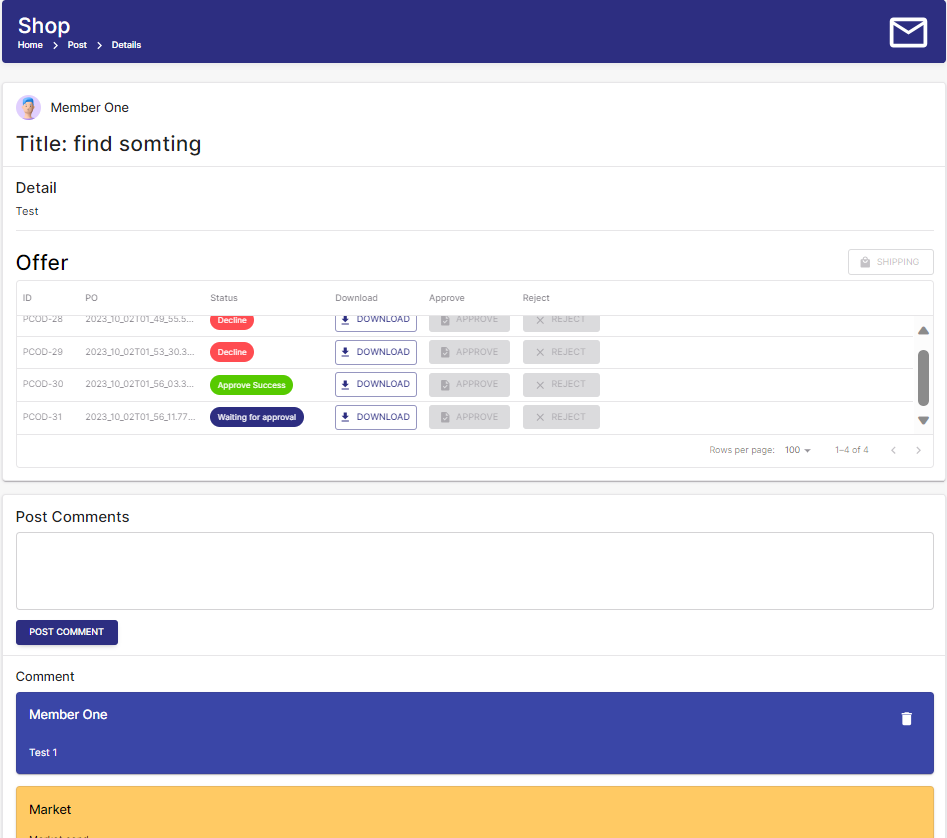 Shop
Home > Post > Details
Member One
Title: find somting
Detail
Test
Offer
SHIPPING
ID PO Status Download Approve Reject
PCOD-28 2023_10_02T01_49_55.5... Decline DOWNLOAD APPROVE REJECT
PCOD-29 2023_10_02T01_53_30.3... Decline DOWNLOAD APPROVE REJECT
PCOD-30 2023_10_02T01_56_03.3... Approve Success DOWNLOAD APPROVE REJECT
PCOD-31 2023_10_02T01_56_11.77... Waiting for approval DOWNLOAD APPROVE REJECT
Rows per page: 100 1–4 of 4
Post Comments
POST COMMENT
Comment
Member One
Test 1
Market